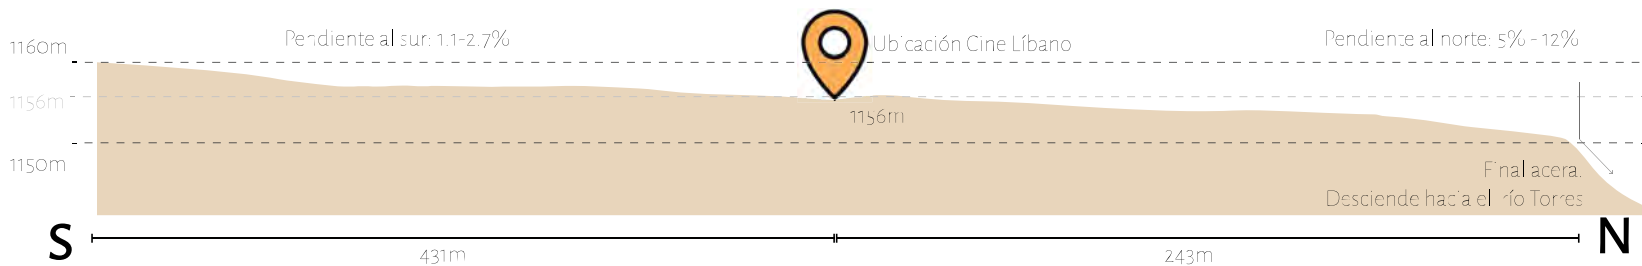 Pendiente al sur: 1.1-2.7%
Ubicación Cine Líbano
Pendiente al norte: 5% - 12%
1160m
1156m
1156m
1150m
Final acera.
Desciende hacia el río Torres
S
N
431m
243m